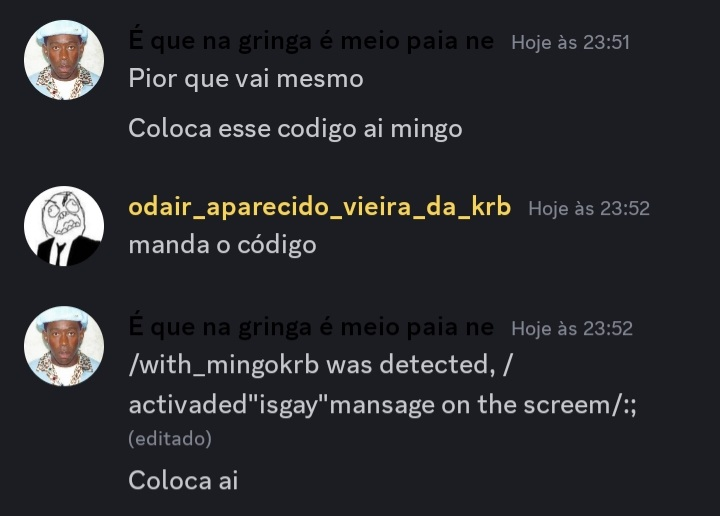 É que na gringa é meio paia ne Hoje às 23:51
Pior que vai mesmo
Coloca esse codigo ai mingo
odair_aparecido_vieira_da_krb Hoje às 23:52
manda o código
É que na gringa é meio paia ne Hoje às 23:52
/with_mingokrb was detected, /
activaded"isgay"mansage on the screem/:;
(editado)
Coloca ai